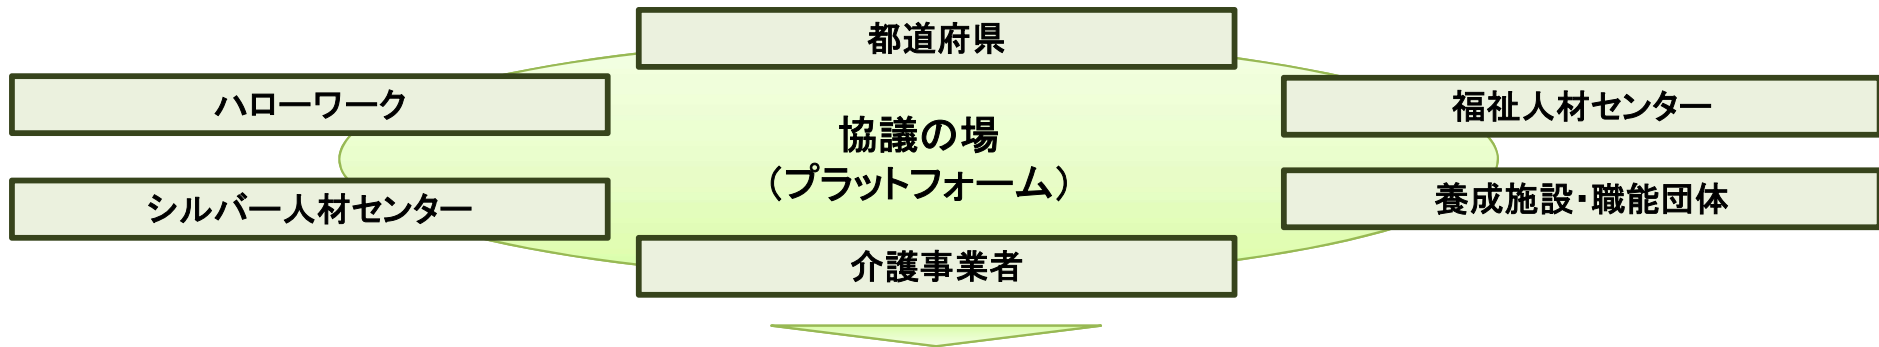 都道府県
ハローワーク
福祉人材センター
協議の場
（プラットフォーム）
シルバー人材センター
養成施設・職能団体
介護事業者